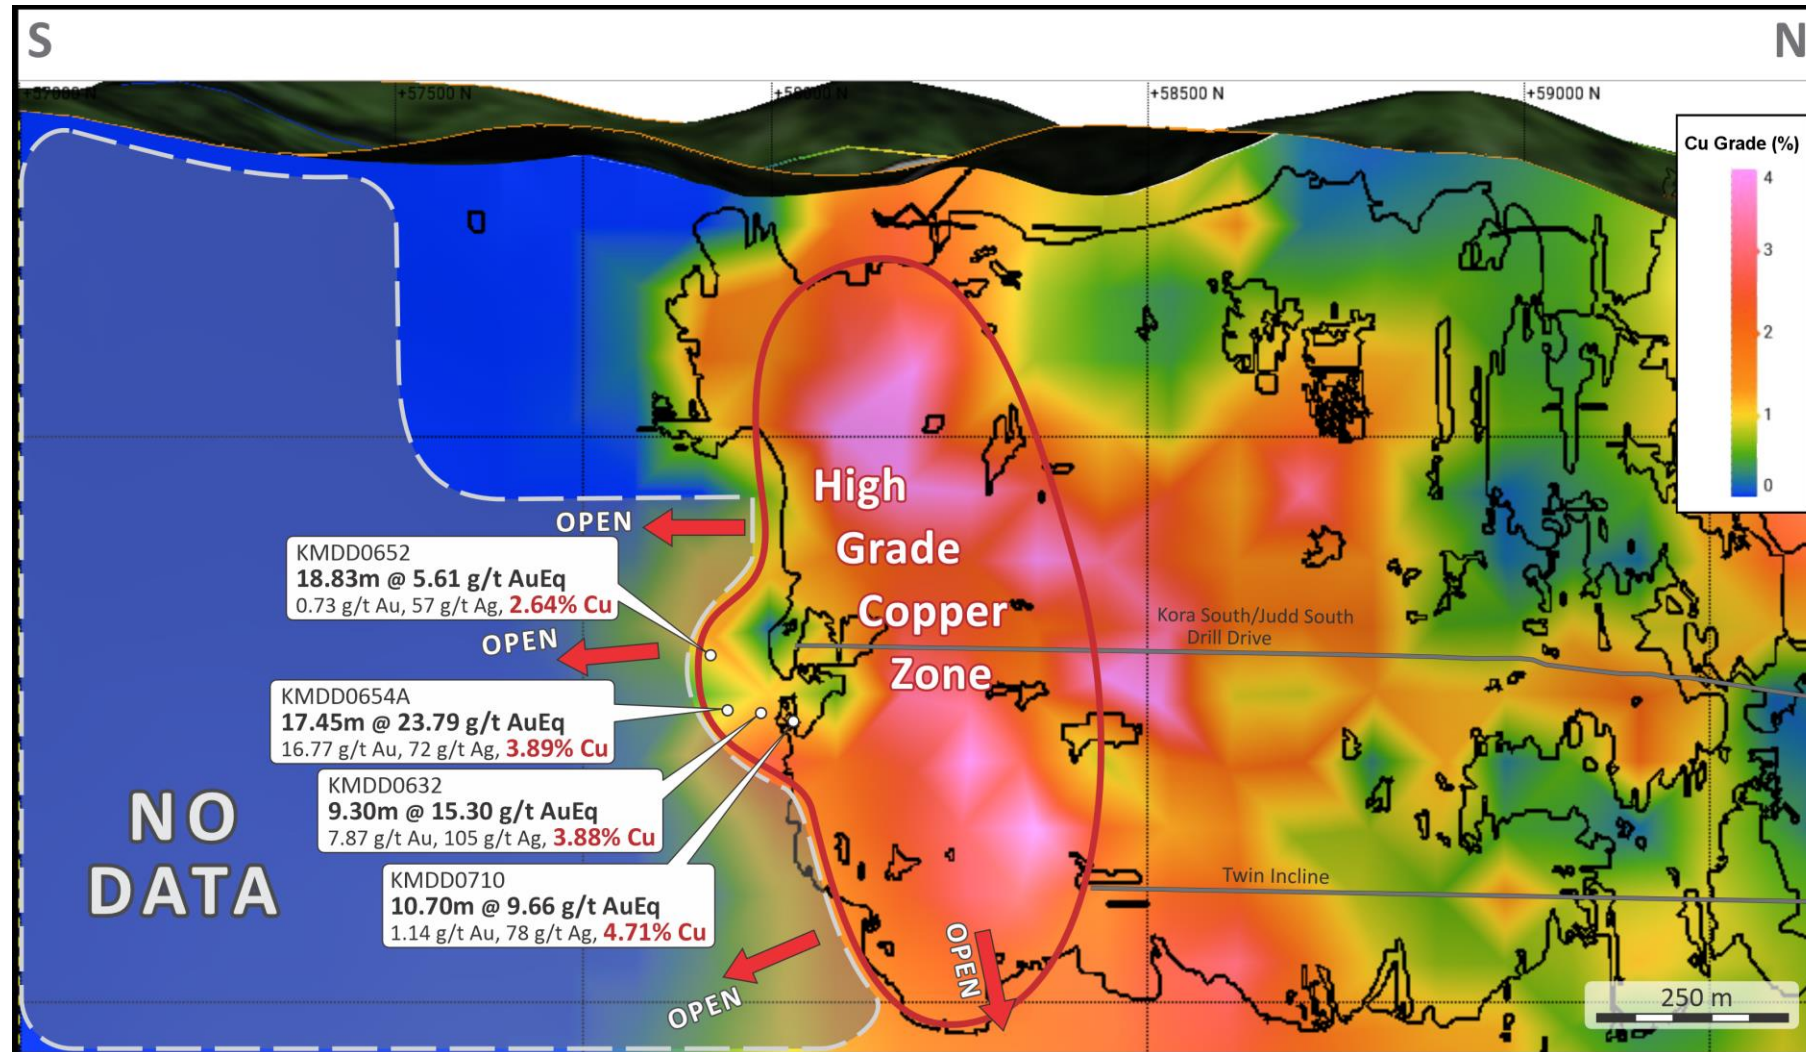 S
N
+57000 N
+57500 N
+58000 N
+58500 N
+59000 N
Cu Grade (%)
4
3
2
1
0
High
Grade
Copper
Zone
OPEN
KMDD0652
18.83m @ 5.61 g/t AuEq
0.73 g/t Au, 57 g/t Ag, 2.64% Cu
OPEN
KMDD0654A
17.45m @ 23.79 g/t AuEq
16.77 g/t Au, 72 g/t Ag, 3.89% Cu
KMDD0632
9.30m @ 15.30 g/t AuEq
7.87 g/t Au, 105 g/t Ag, 3.88% Cu
KMDD0710
10.70m @ 9.66 g/t AuEq
1.14 g/t Au, 78 g/t Ag, 4.71% Cu
NO
DATA
OPEN
OPEN
Kora South/Judd South
Drill Drive
Twin Incline
250 m